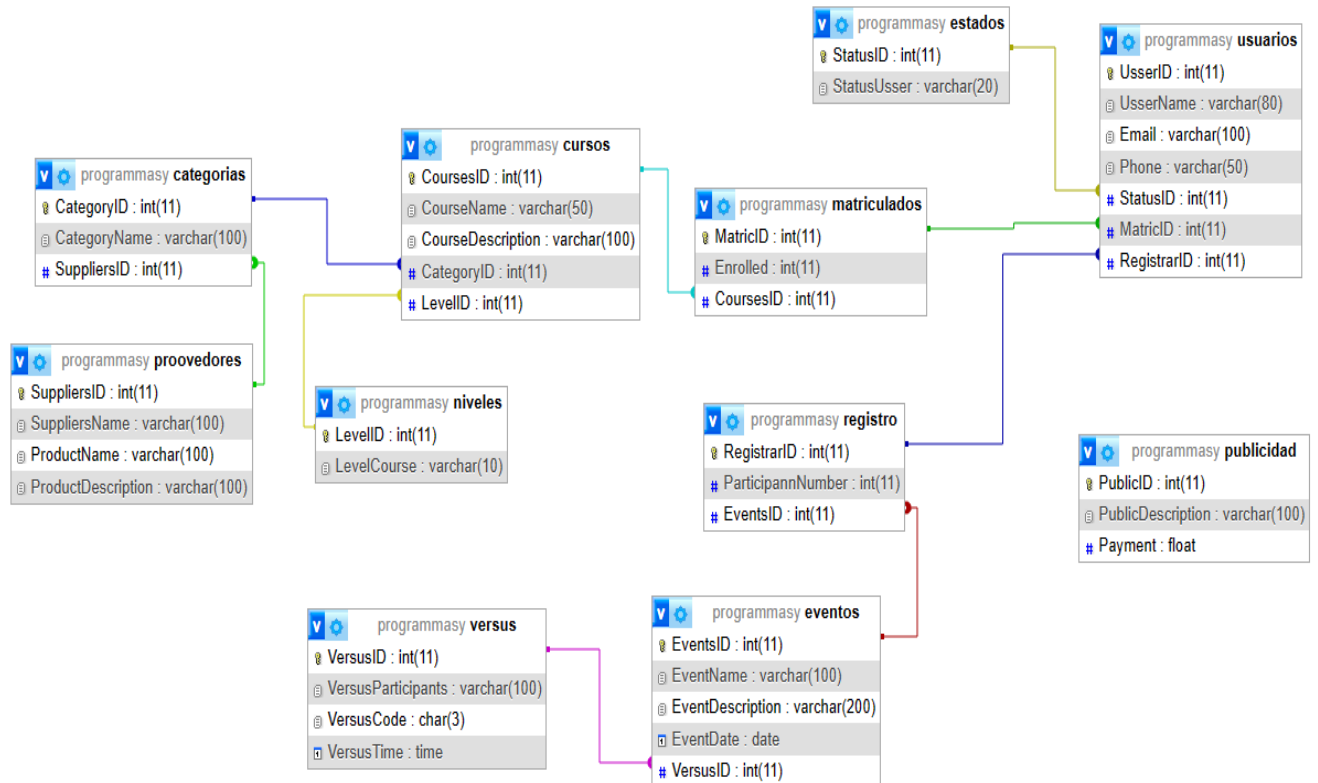 programmasy estados
StatusID : int(11)
StatusUsser : varchar(20)
programmasy usuarios
UsserID : int(11)
UsserName : varchar(80)
Email : varchar(100)
Phone : varchar(50)
StatusID : int(11)
MatricID : int(11)
RegistrarID : int(11)
programmasy cursos
CoursesID : int(11)
CourseName : varchar(50)
CourseDescription : varchar(100)
CategoryID : int(11)
LevelID : int(11)
programmasy categorias
CategoryID : int(11)
CategoryName : varchar(100)
SuppliersID : int(11)
programmasy matriculados
MatricID : int(11)
Enrolled : int(11)
CoursesID : int(11)
programmasy proovedores
SuppliersID : int(11)
SuppliersName : varchar(100)
ProductName : varchar(100)
ProductDescription : varchar(100)
programmasy niveles
LevelID : int(11)
LevelCourse : varchar(10)
programmasy registro
RegistrarID : int(11)
ParticipannNumber : int(11)
EventsID : int(11)
programmasy publicidad
PublicID : int(11)
PublicDescription : varchar(100)
Payment : float
programmasy versus
VersusID : int(11)
VersusParticipants : varchar(100)
VersusCode : char(3)
VersusTime : time
programmasy eventos
EventsID : int(11)
EventName : varchar(100)
EventDescription : varchar(200)
EventDate : date
VersusID : int(11)